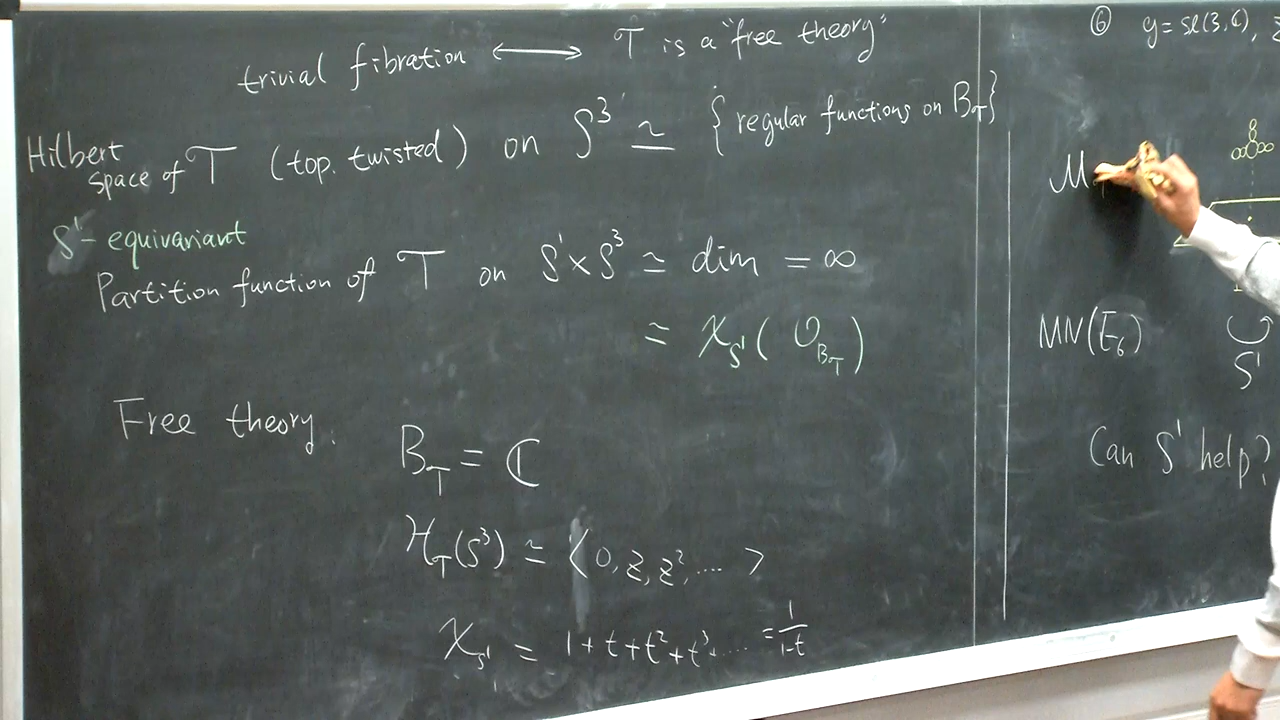 trivial fibration ⟷ T is a "free theory"
Hilbert space of T (top. twisted) on S³ ≃ {regular functions on B_T}
S¹-equivariant
Partition function of T on S¹×S³ ≃ dim = ∞
≃ χ_S¹( O_B_T )
Free theory:
B_T = ℂ
H_T(S³) ≃ ⟨0, z, z², .... ⟩
χ_S¹ = 1 + t + t² + t³ + .... = 1/1-t
⑥ y = sl(3,ℂ),
M
MN(E₆)
S¹
Can S¹ help?